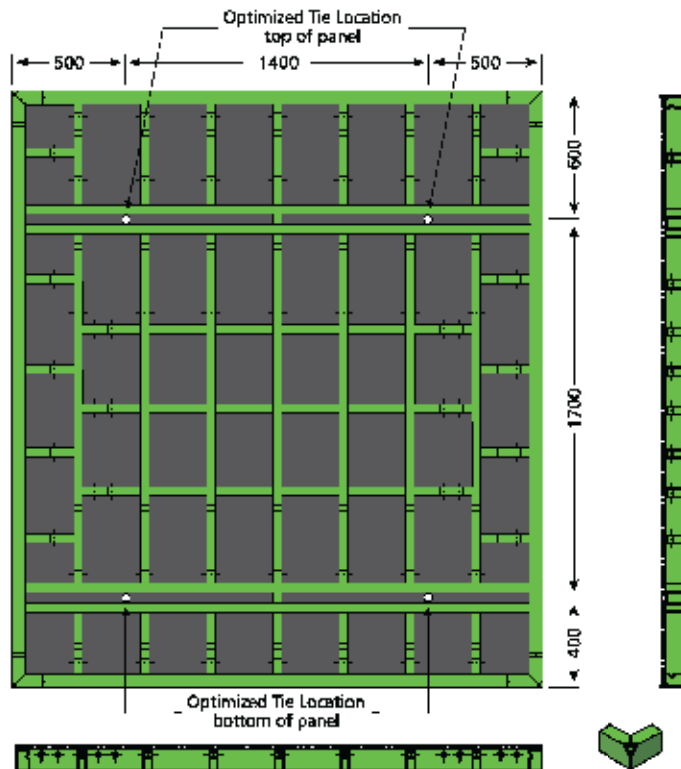 Optimized Tie Location
top of panel
500
1400
500
600
1700
400
Optimized Tie Location
bottom of panel